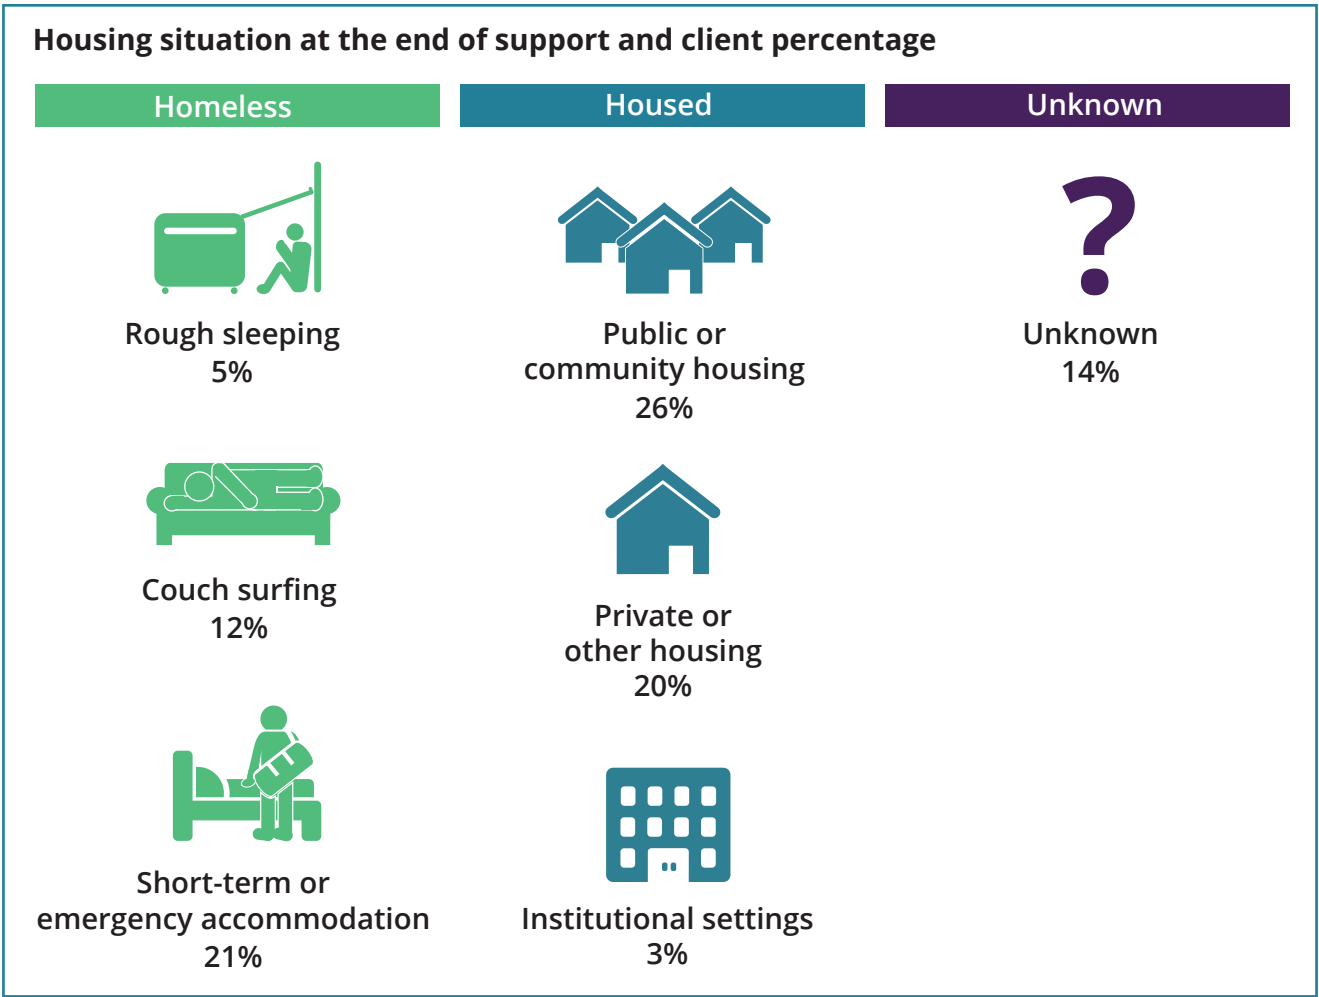 Housing situation at the end of support and client percentage
Homeless
Rough sleeping
5%
Couch surfing
12%
Short-term or
emergency accommodation
21%
Housed
Public or
community housing
26%
Private or
other housing
20%
Institutional settings
3%
Unknown
?
Unknown
14%